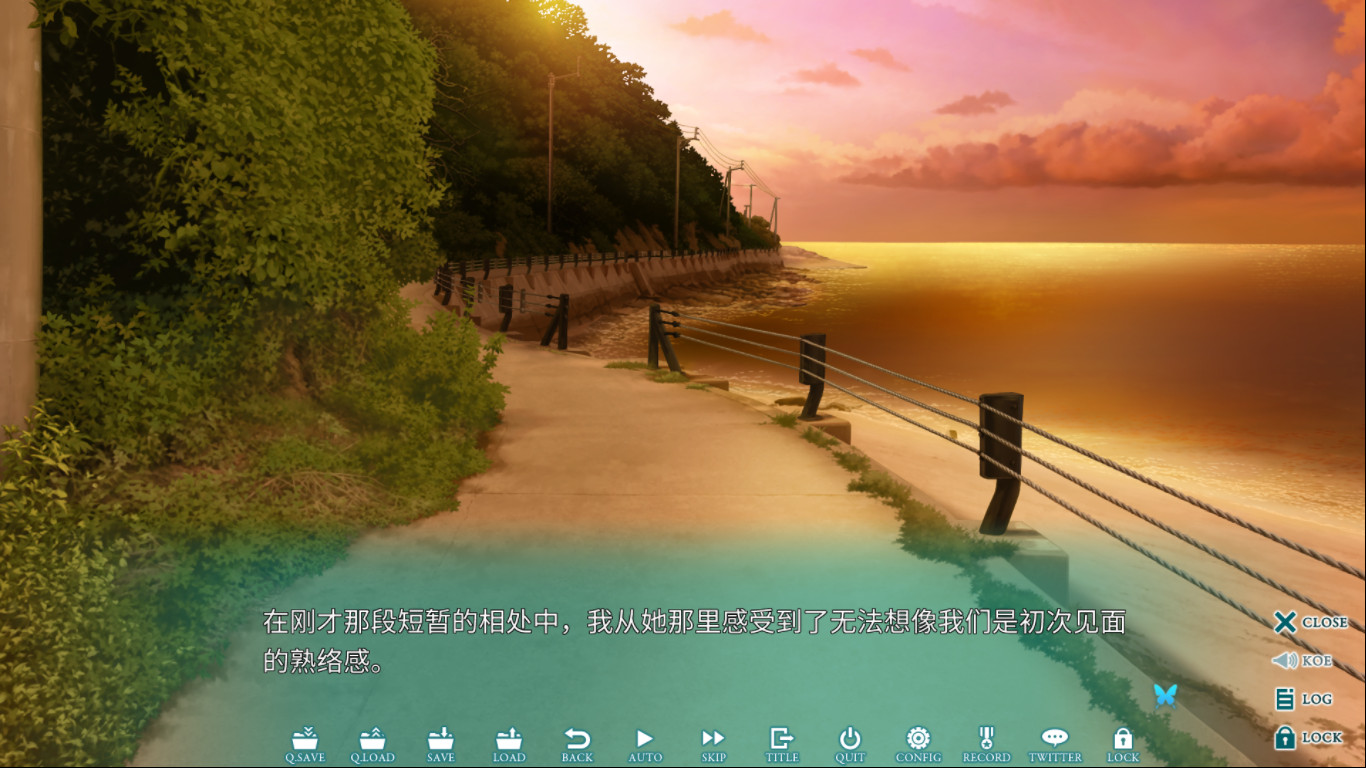 在刚才那段短暂的相处中，我从她那里感受到了无法想像我们是初次见面
的熟络感。
CLOSE
KOE
LOG
LOCK
Q.SAVE Q.LOAD SAVE LOAD BACK AUTO SKIP TITLE QUIT CONFIG RECORD TWITTER LOCK